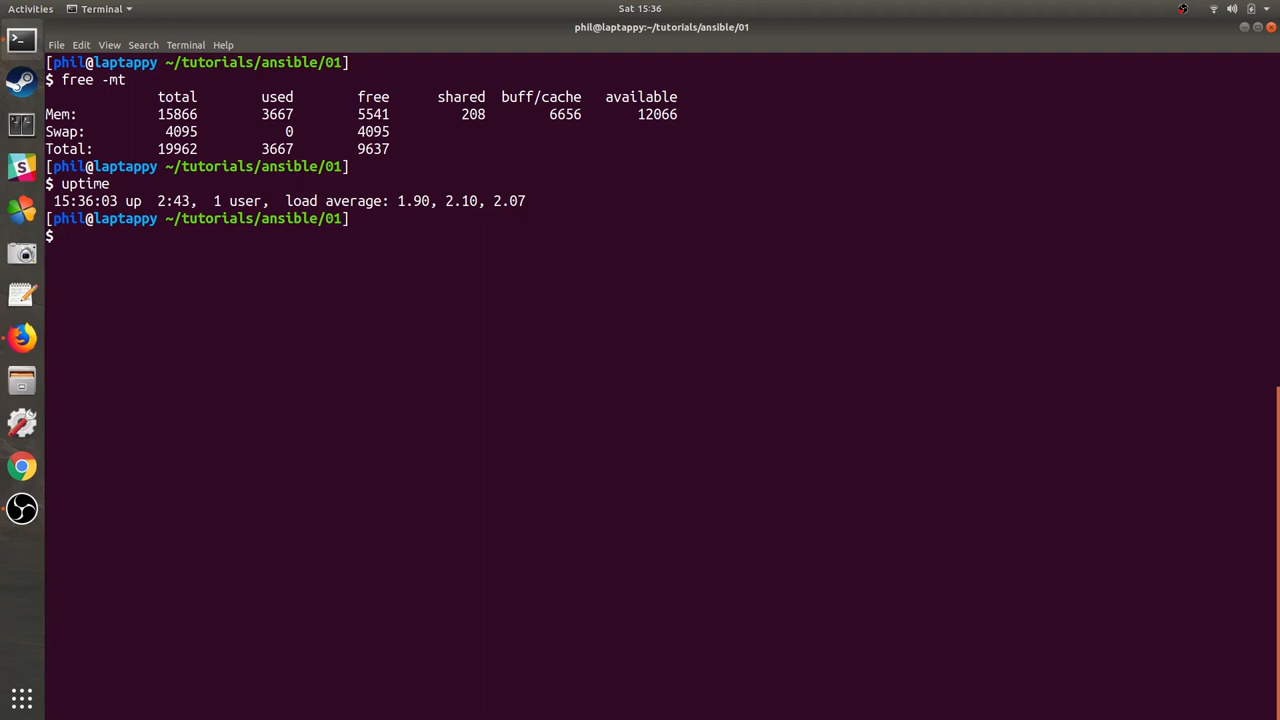 Activities Terminal Sat 15:36
phil@laptappy:~/tutorials/ansible/01
File Edit View Search Terminal Help
[phil@laptappy ~/tutorials/ansible/01]
$ free -mt
total used free shared buff/cache available
Mem: 15866 3667 5541 208 6656 12066
Swap: 4095 0 4095
Total: 19962 3667 9637
[phil@laptappy ~/tutorials/ansible/01]
$ uptime
15:36:03 up 2:43, 1 user, load average: 1.90, 2.10, 2.07
[phil@laptappy ~/tutorials/ansible/01]
$